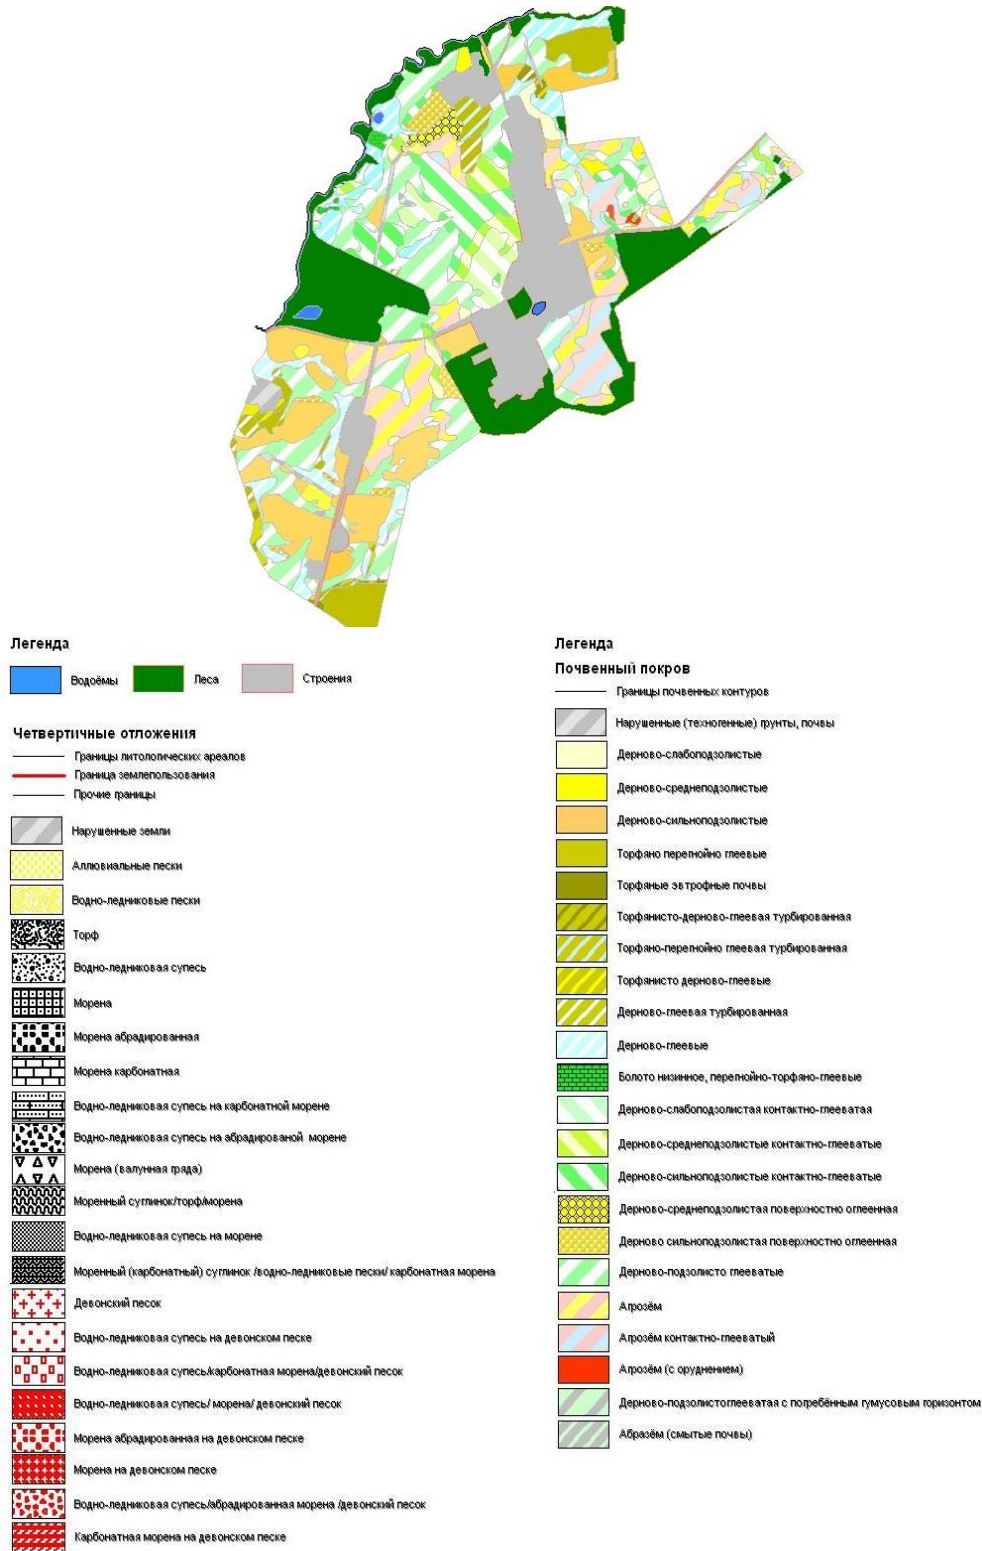 Легенда
Водоёмы
Леса
Строения
Четвертичные отложения
Границы литологических ареалов
Граница землепользования
Прочие границы
Нарушенные земли
Аллювиальные пески
Водно-ледниковые пески
Торф
Водно-ледниковая супесь
Морена
Морена абрадированная
Морена карбонатная
Водно-ледниковая супесь на карбонатной морене
Водно-ледниковая супесь на абрадированой морене
Морена (валунная гряда)
Моренный суглинок/торф/морена
Водно-ледниковая супесь на морене
Моренный (карбонатный) суглинок /водно-ледниковые пески/ карбонатная морена
Девонский песок
Водно-ледниковая супесь на девонском песке
Водно-ледниковая супесь/карбонатная морена/девонский песок
Водно-ледниковая супесь/ морена/ девонский песок
Морена абрадированная на девонском песке
Морена на девонском песке
Водно-ледниковая супесь/абрадированная морена /девонский песок
Карбонатная морена на девонском песке
Легенда
Почвенный покров
Границы почвенных контуров
Нарушенные (техногенные) грунты, почвы
Дерново-слабоподзолистые
Дерново-среднеподзолистые
Дерново-сильноподзолистые
Торфяно перегнойно глеевые
Торфяные эвтрофные почвы
Торфянисто-дерново-глеевая турбированная
Торфяно-перегнойно глеевая турбированная
Торфянисто дерново-глеевые
Дерново-глеевая турбированная
Дерново-глеевые
Болото низинное, перегнойно-торфяно-глеевые
Дерново-слабоподзолистая контактно-глееватая
Дерново-среднеподзолистые контактно-глееватые
Дерново-сильноподзолистые контактно-глееватые
Дерново-среднеподзолистая поверхностно оглеенная
Дерново сильноподзолистая поверхностно оглеенная
Дерново-подзолисто глееватые
Агрозём
Агрозём контактно-глееватый
Агрозём (с оруднением)
Дерново-подзолистоглееватая с погребённым гумусовым горизонтом
Абразём (смытые почвы)